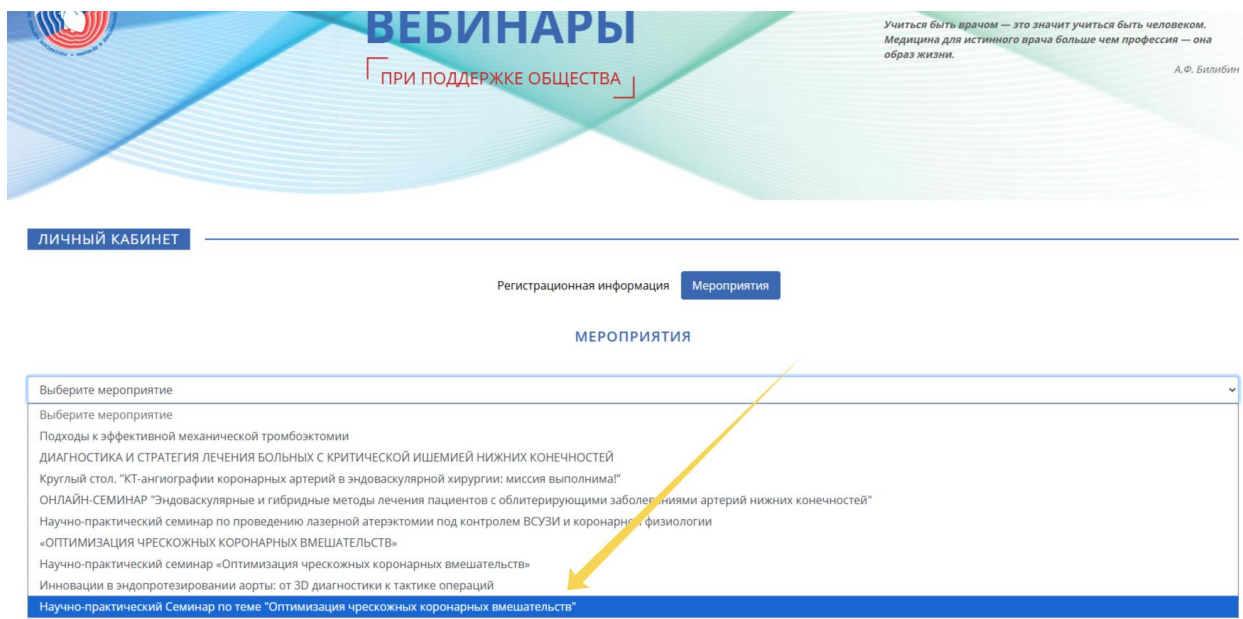 ВЕБИНАРЫ
ПРИ ПОДДЕРЖКЕ ОБЩЕСТВА
Учиться быть врачом — это значит учиться быть человеком.
Медицина для истинного врача больше чем профессия — она
образ жизни.
А.Ф. Билибин
ЛИЧНЫЙ КАБИНЕТ
Регистрационная информация Мероприятия
МЕРОПРИЯТИЯ
Выберите мероприятие
Выберите мероприятие
Подходы к эффективной механической тромбоэктомии
ДИАГНОСТИКА И СТРАТЕГИЯ ЛЕЧЕНИЯ БОЛЬНЫХ С КРИТИЧЕСКОЙ ИШЕМИЕЙ НИЖНИХ КОНЕЧНОСТЕЙ
Круглый стол. "КТ-ангиографии коронарных артерий в эндоваскулярной хирургии: миссия выполнима!"
ОНЛАЙН-СЕМИНАР "Эндоваскулярные и гибридные методы лечения пациентов с облитерирующими заболеваниями артерий нижних конечностей"
Научно-практический семинар по проведению лазерной атерэктомии под контролем ВСУЗИ и коронарной физиологии
«ОПТИМИЗАЦИЯ ЧРЕСКОЖНЫХ КОРОНАРНЫХ ВМЕШАТЕЛЬСТВ»
Научно-практический семинар «Оптимизация чрескожных коронарных вмешательств»
Инновации в эндопротезировании аорты: от 3D диагностики к тактике операций
Научно-практический Семинар по теме "Оптимизация чрескожных коронарных вмешательств"